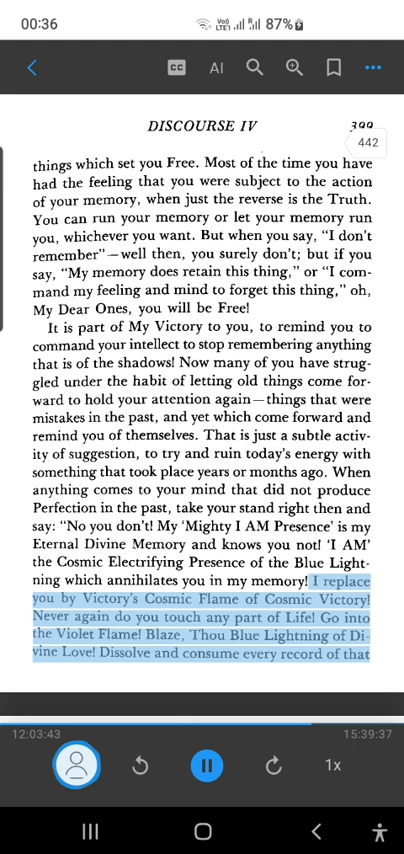 00:36
Vo)) LTE1 R 87%
CC AI
DISCOURSE IV 399
442
things which set you Free. Most of the time you have
had the feeling that you were subject to the action
of your memory, when just the reverse is the Truth.
You can run your memory or let your memory run
you, whichever you want. But when you say, “I don’t
remember”—well then, you surely don’t; but if you
say, “My memory does retain this thing,” or “I com-
mand my feeling and mind to forget this thing,” oh,
My Dear Ones, you will be Free!
It is part of My Victory to you, to remind you to
command your intellect to stop remembering anything
that is of the shadows! Now many of you have strug-
gled under the habit of letting old things come for-
ward to hold your attention again—things that were
mistakes in the past, and yet which come forward and
remind you of themselves. That is just a subtle activ-
ity of suggestion, to try and ruin today’s energy with
something that took place years or months ago. When
anything comes to your mind that did not produce
Perfection in the past, take your stand right then and
say: “No you don’t! My ‘Mighty I AM Presence’ is my
Eternal Divine Memory and knows you not! ‘I AM’
the Cosmic Electrifying Presence of the Blue Light-
ning which annihilates you in my memory! I replace
you by Victory’s Cosmic Flame of Cosmic Victory!
Never again do you touch any part of Life! Go into
the Violet Flame! Blaze, Thou Blue Lightning of Di-
vine Love! Dissolve and consume every record of that
12:03:43 15:39:37
1x